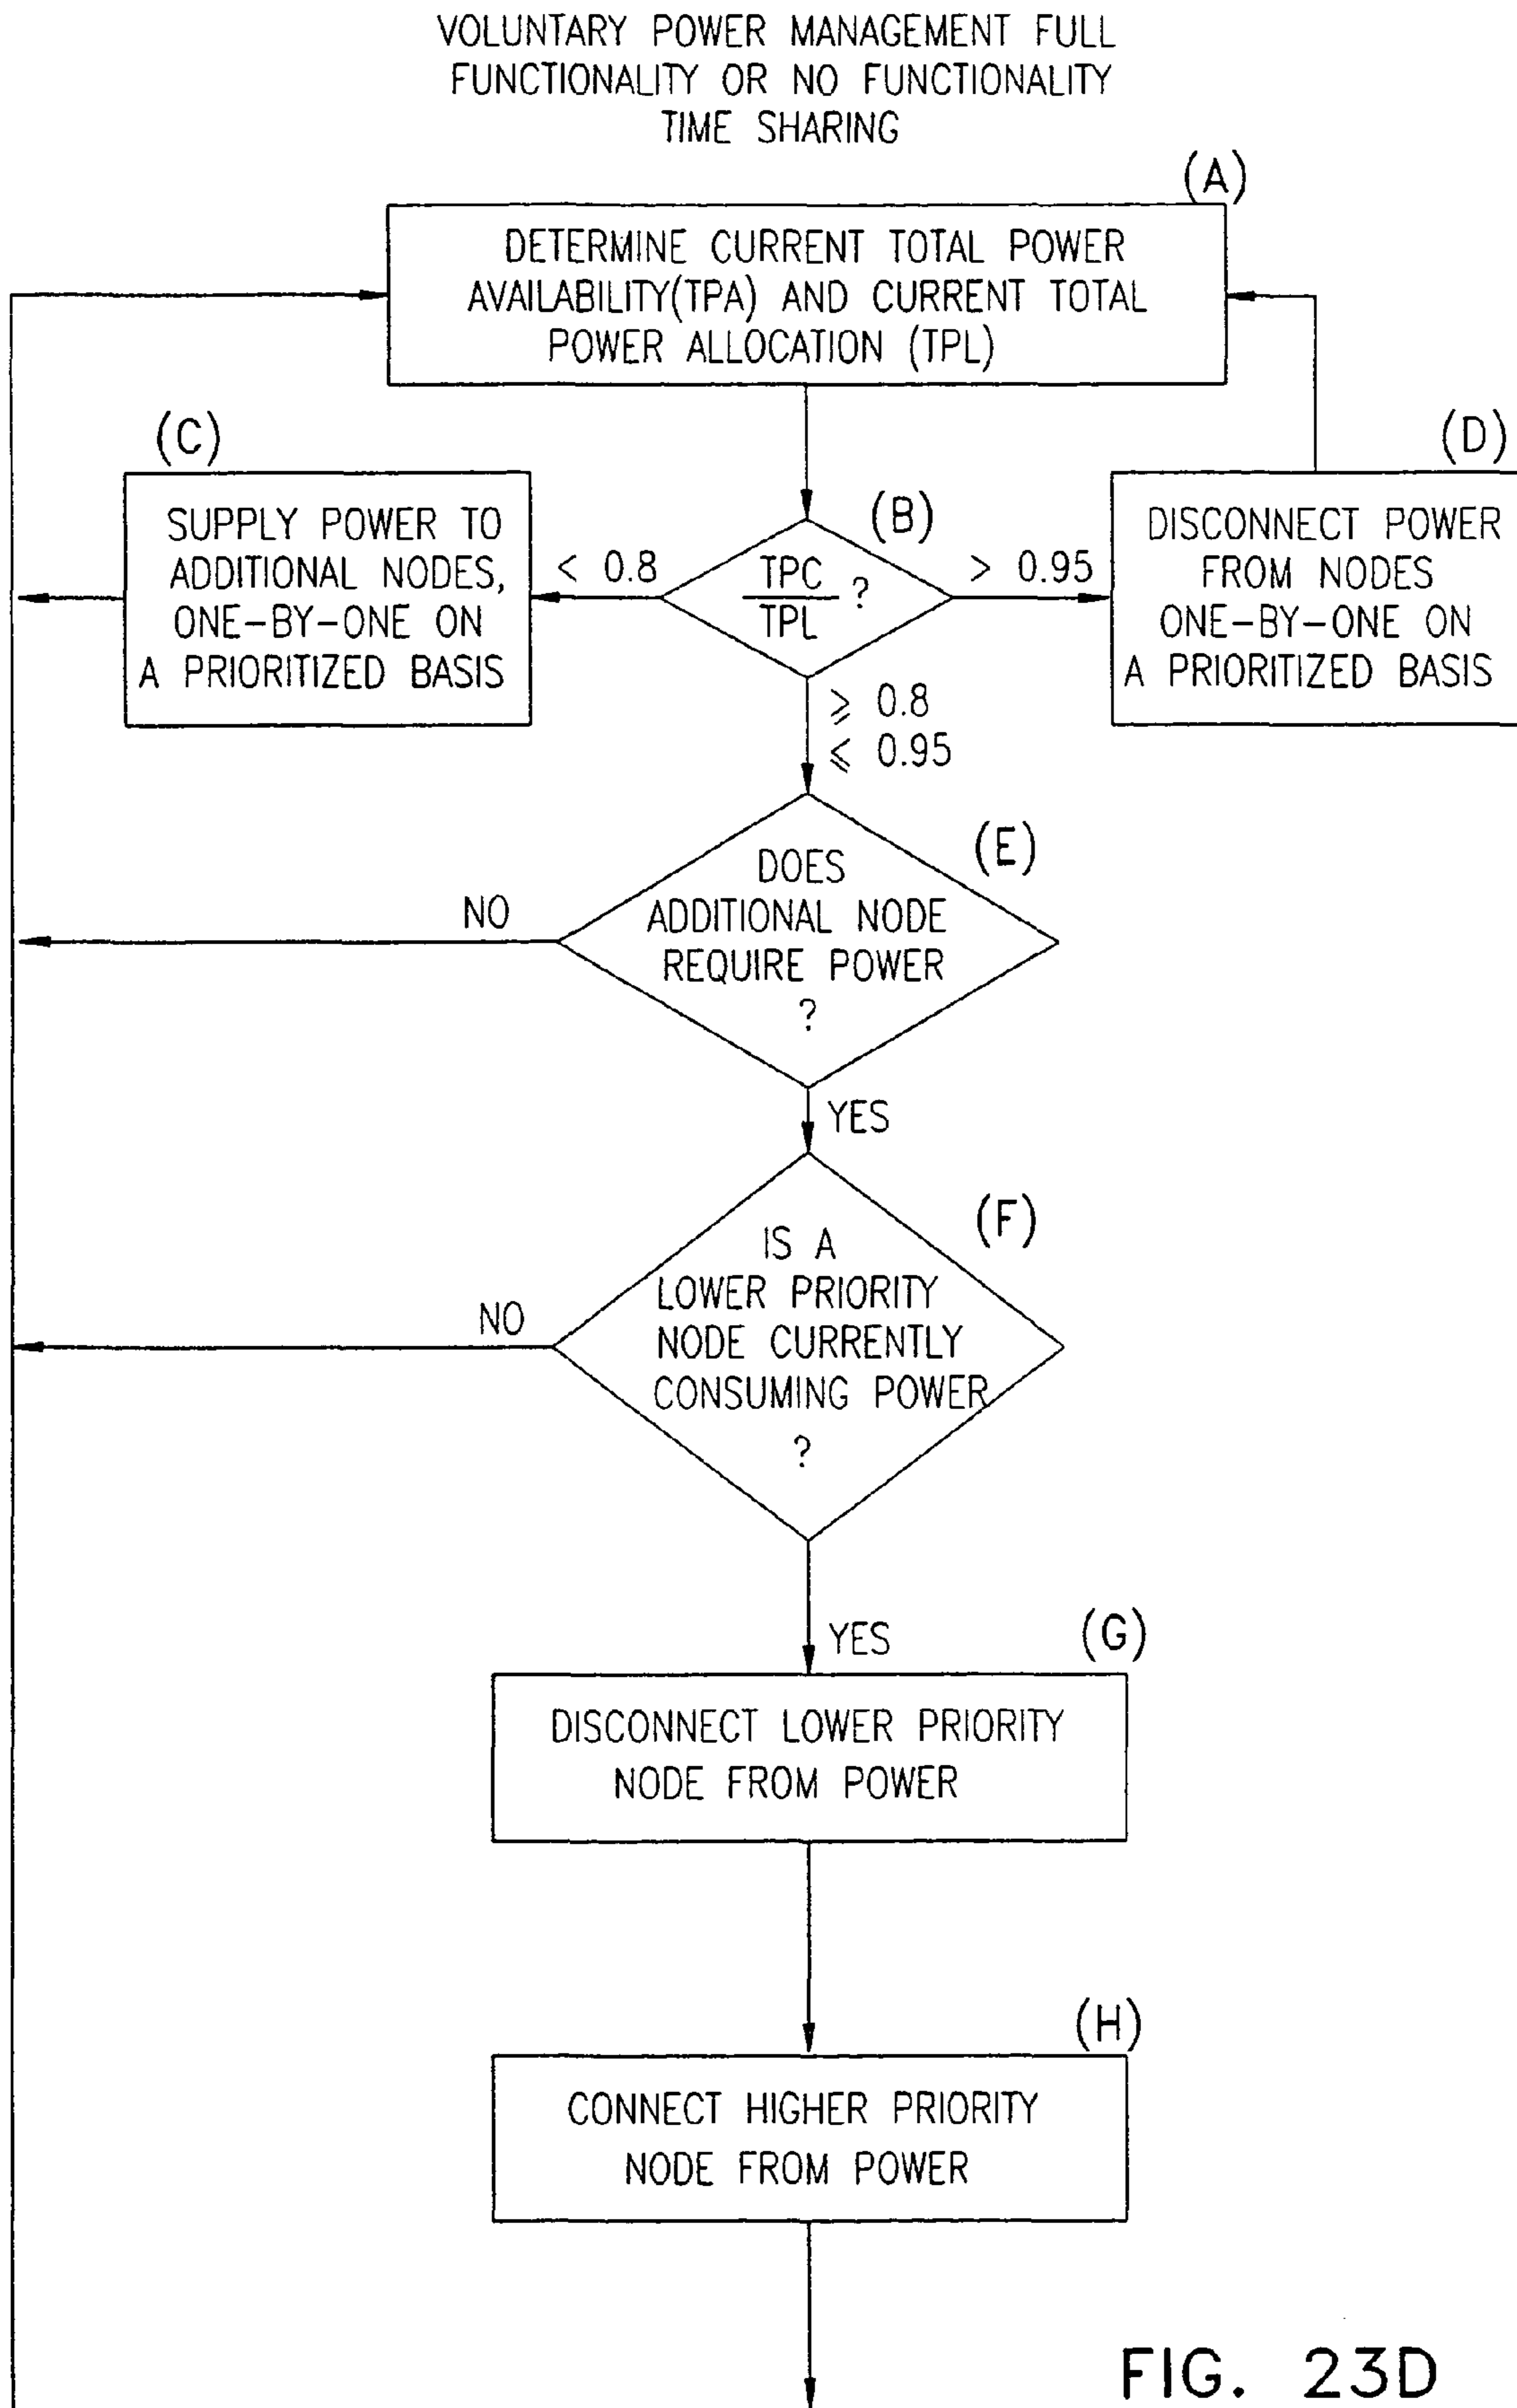 VOLUNTARY POWER MANAGEMENT FULL
FUNCTIONALITY OR NO FUNCTIONALITY
TIME SHARING
(A)
DETERMINE CURRENT TOTAL POWER
AVAILABILITY(TPA) AND CURRENT TOTAL
POWER ALLOCATION (TPL)
(C)
SUPPLY POWER TO
ADDITIONAL NODES,
ONE-BY-ONE ON
A PRIORITIZED BASIS
< 0.8
(B)
TPC
TPL
?
> 0.95
(D)
DISCONNECT POWER
FROM NODES
ONE-BY-ONE ON
A PRIORITIZED BASIS
⩾ 0.8
⩽ 0.95
(E)
DOES
ADDITIONAL NODE
REQUIRE POWER
?
NO
YES
(F)
IS A
LOWER PRIORITY
NODE CURRENTLY
CONSUMING POWER
?
NO
YES
(G)
DISCONNECT LOWER PRIORITY
NODE FROM POWER
(H)
CONNECT HIGHER PRIORITY
NODE FROM POWER
FIG. 23D